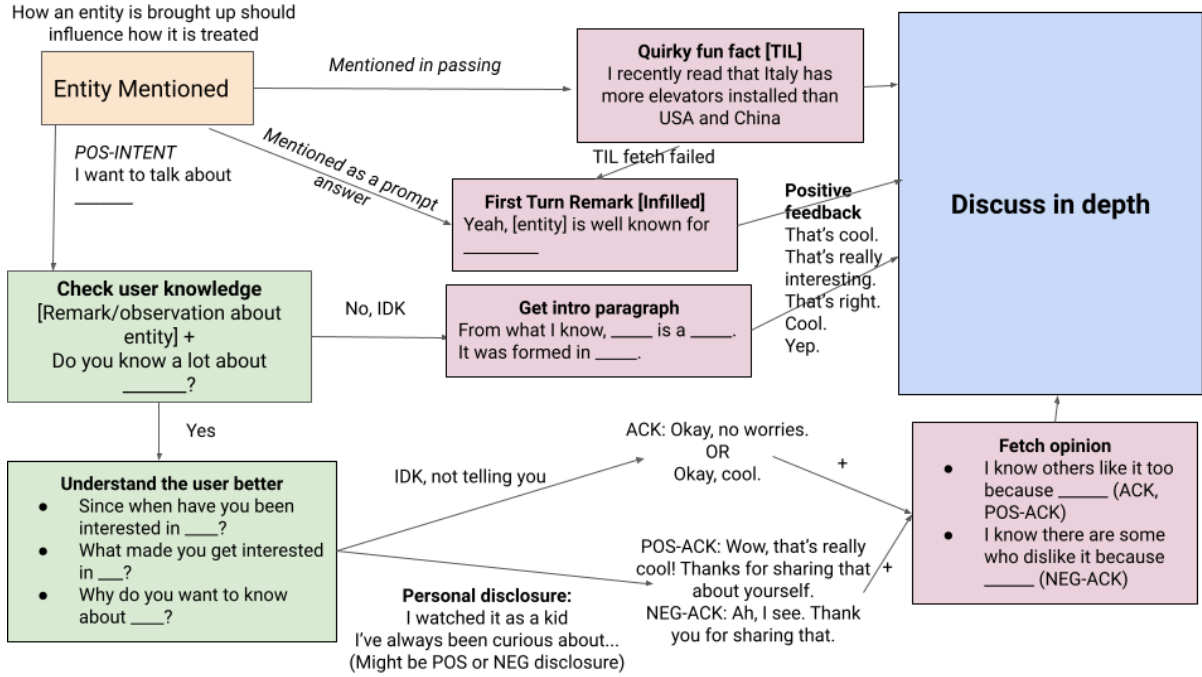 How an entity is brought up should
influence how it is treated
Entity Mentioned
Mentioned in passing
Quirky fun fact [TIL]
I recently read that Italy has
more elevators installed than
USA and China
POS-INTENT
I want to talk about
______
Mentioned as a prompt
answer
TIL fetch failed
First Turn Remark [Infilled]
Yeah, [entity] is well known for
________
Positive
feedback
That's cool.
That's really
interesting.
That's right.
Cool.
Yep.
Discuss in depth
Check user knowledge
[Remark/observation about
entity] +
Do you know a lot about
_______?
No, IDK
Get intro paragraph
From what I know, ____ is a ____.
It was formed in ____.
Yes
Understand the user better
● Since when have you been
interested in ___?
● What made you get interested
in ___?
● Why do you want to know
about ___?
IDK, not telling you
ACK: Okay, no worries.
OR
Okay, cool.
+
Personal disclosure:
I watched it as a kid
I've always been curious about...
(Might be POS or NEG disclosure)
POS-ACK: Wow, that's really
cool! Thanks for sharing that
about yourself.
NEG-ACK: Ah, I see. Thank
you for sharing that.
+
Fetch opinion
● I know others like it too
because _____ (ACK,
POS-ACK)
● I know there are some
who dislike it because
_____ (NEG-ACK)